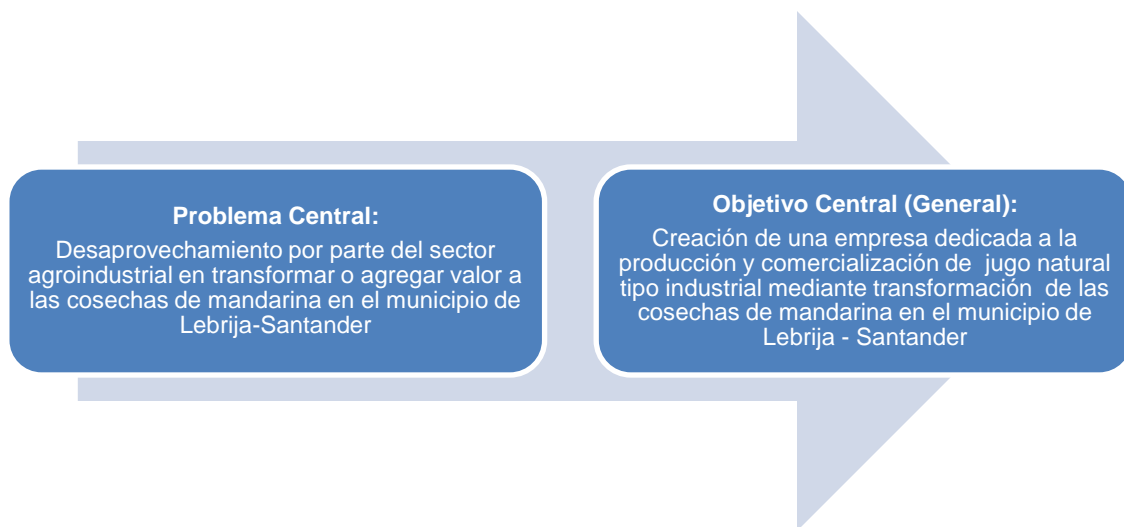 Problema Central:
Desaprovechamiento por parte del sector
agroindustrial en transformar o agregar valor a
las cosechas de mandarina en el municipio de
Lebrija-Santander
Objetivo Central (General):
Creación de una empresa dedicada a la
producción y comercialización de  jugo natural
tipo industrial mediante transformación  de las
cosechas de mandarina en el municipio de
Lebrija - Santander